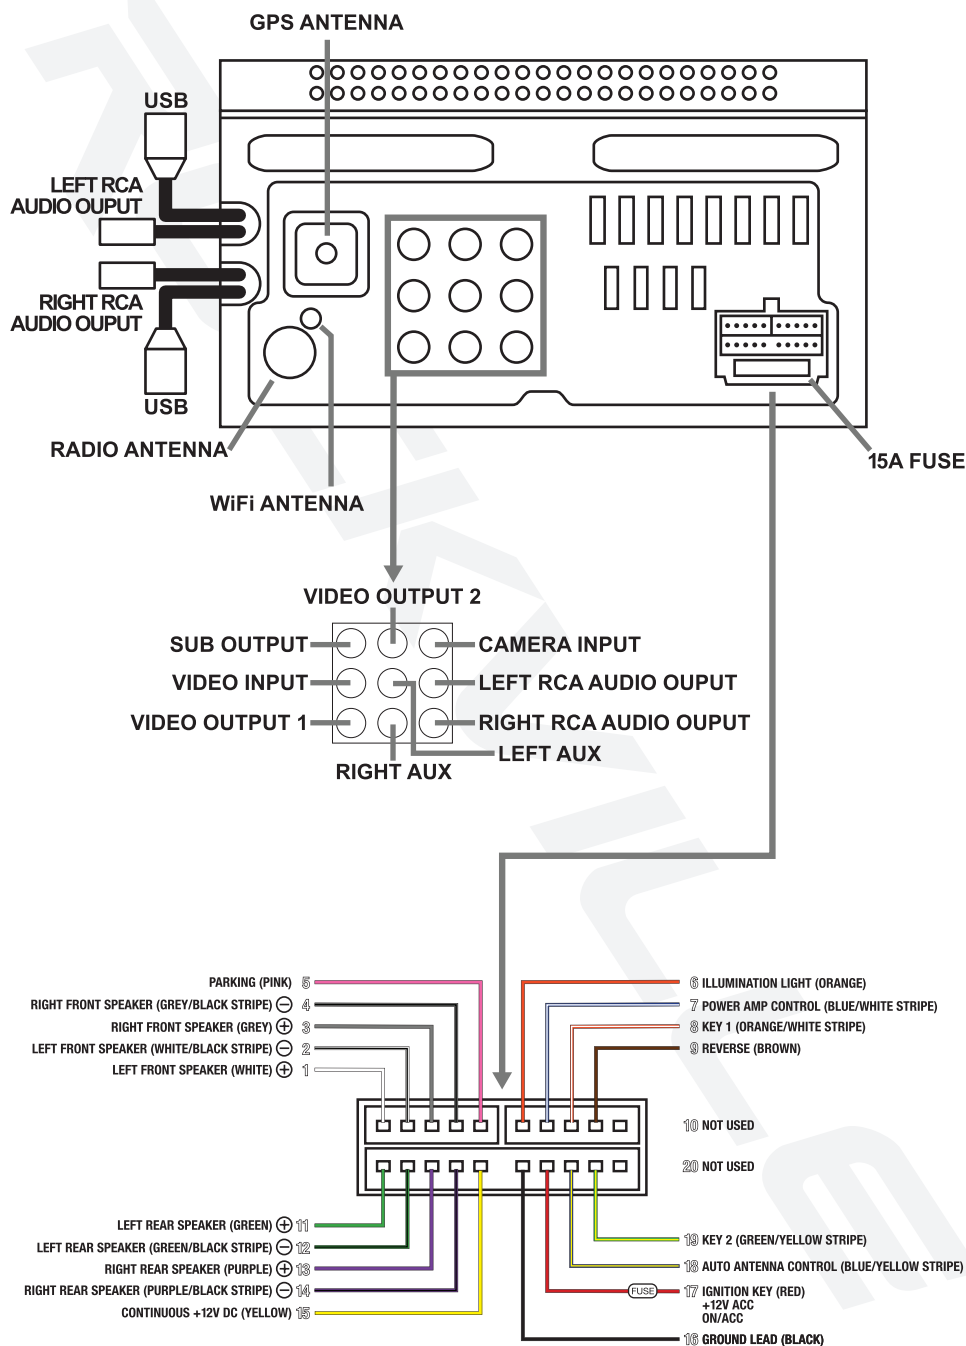 GPS ANTENNA
USB
LEFT RCA
AUDIO OUPUT
RIGHT RCA
AUDIO OUPUT
USB
RADIO ANTENNA
WiFi ANTENNA
15A FUSE
VIDEO OUTPUT 2
SUB OUTPUT
CAMERA INPUT
VIDEO INPUT
LEFT RCA AUDIO OUPUT
VIDEO OUTPUT 1
RIGHT RCA AUDIO OUPUT
LEFT AUX
RIGHT AUX
PARKING (PINK) 5
RIGHT FRONT SPEAKER (GREY/BLACK STRIPE) ⊖ 4
RIGHT FRONT SPEAKER (GREY) ⊕ 3
LEFT FRONT SPEAKER (WHITE/BLACK STRIPE) ⊖ 2
LEFT FRONT SPEAKER (WHITE) ⊕ 1
6 ILLUMINATION LIGHT (ORANGE)
7 POWER AMP CONTROL (BLUE/WHITE STRIPE)
8 KEY 1 (ORANGE/WHITE STRIPE)
9 REVERSE (BROWN)
10 NOT USED
20 NOT USED
LEFT REAR SPEAKER (GREEN) ⊕ 11
LEFT REAR SPEAKER (GREEN/BLACK STRIPE) ⊖ 12
RIGHT REAR SPEAKER (PURPLE) ⊕ 13
RIGHT REAR SPEAKER (PURPLE/BLACK STRIPE) ⊖ 14
CONTINUOUS +12V DC (YELLOW) 15
19 KEY 2 (GREEN/YELLOW STRIPE)
18 AUTO ANTENNA CONTROL (BLUE/YELLOW STRIPE)
FUSE
17 IGNITION KEY (RED)
+12V ACC
ON/ACC
16 GROUND LEAD (BLACK)